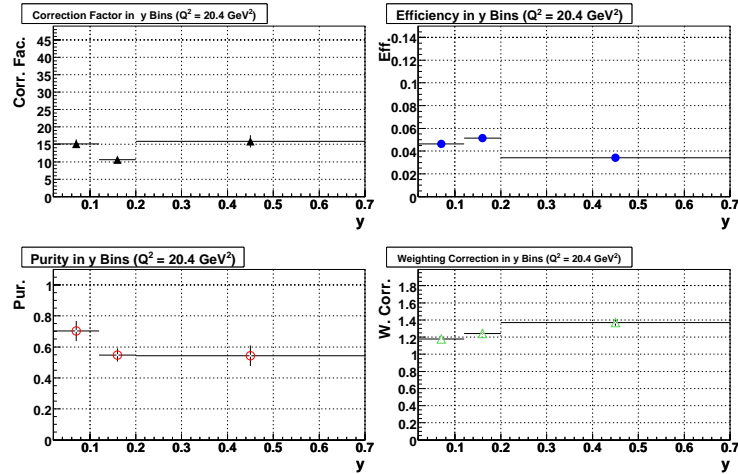 Correction Factor in y Bins (Q² = 20.4 GeV²)
Corr. Fac.
45
40
35
30
25
20
15
10
5
0
0.1 0.2 0.3 0.4 0.5 0.6 0.7
y
Efficiency in y Bins (Q² = 20.4 GeV²)
Eff.
0.14
0.12
0.1
0.08
0.06
0.04
0.02
0
0.1 0.2 0.3 0.4 0.5 0.6 0.7
y
Purity in y Bins (Q² = 20.4 GeV²)
Pur.
1
0.8
0.6
0.4
0.2
0
0.1 0.2 0.3 0.4 0.5 0.6 0.7
y
Weighting Correction in y Bins (Q² = 20.4 GeV²)
W. Corr.
1.8
1.6
1.4
1.2
1
0.8
0.6
0.4
0.2
0
0.1 0.2 0.3 0.4 0.5 0.6 0.7
y